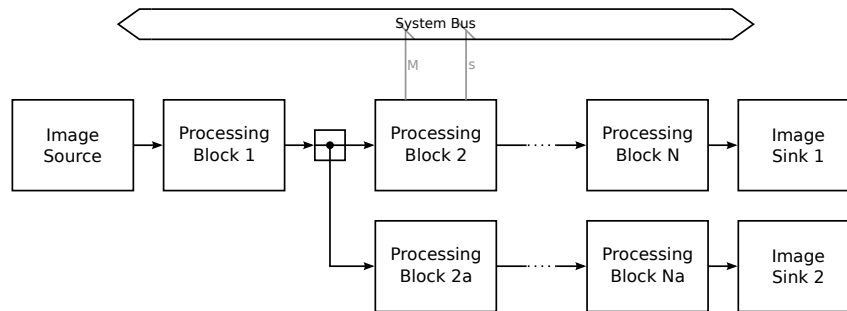 System Bus
M
s
Image
Source
Processing
Block 1
Processing
Block 2
Processing
Block N
Image
Sink 1
Processing
Block 2a
Processing
Block Na
Image
Sink 2